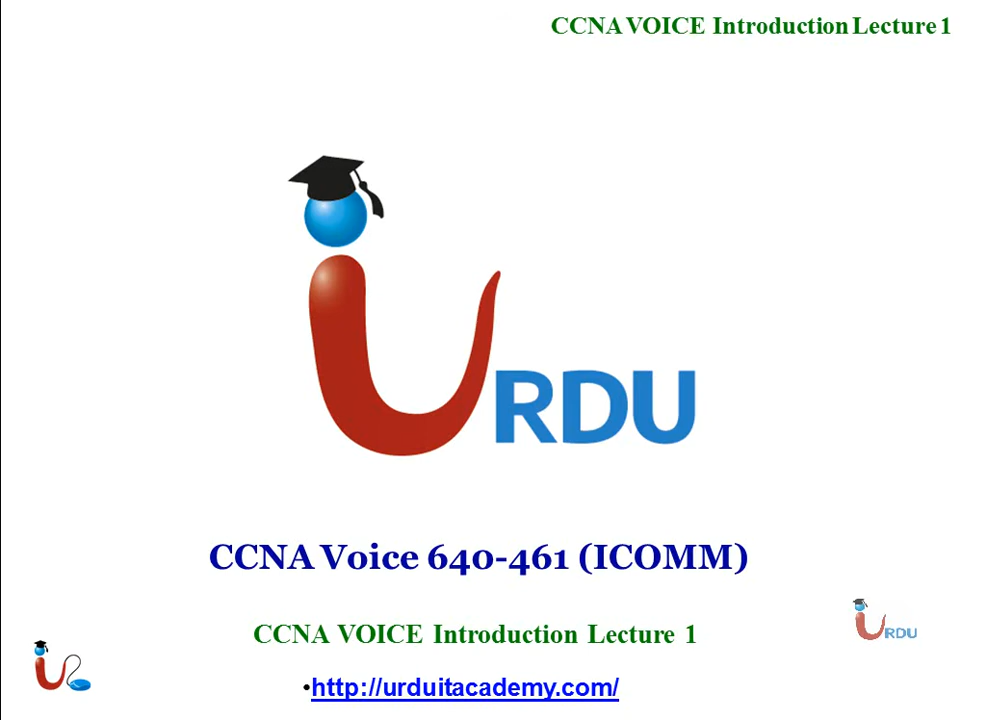 CCNA VOICE Introduction Lecture 1
URDU
CCNA Voice 640-461 (ICOMM)
CCNA VOICE Introduction Lecture 1
URDU
•http://urduitacademy.com/